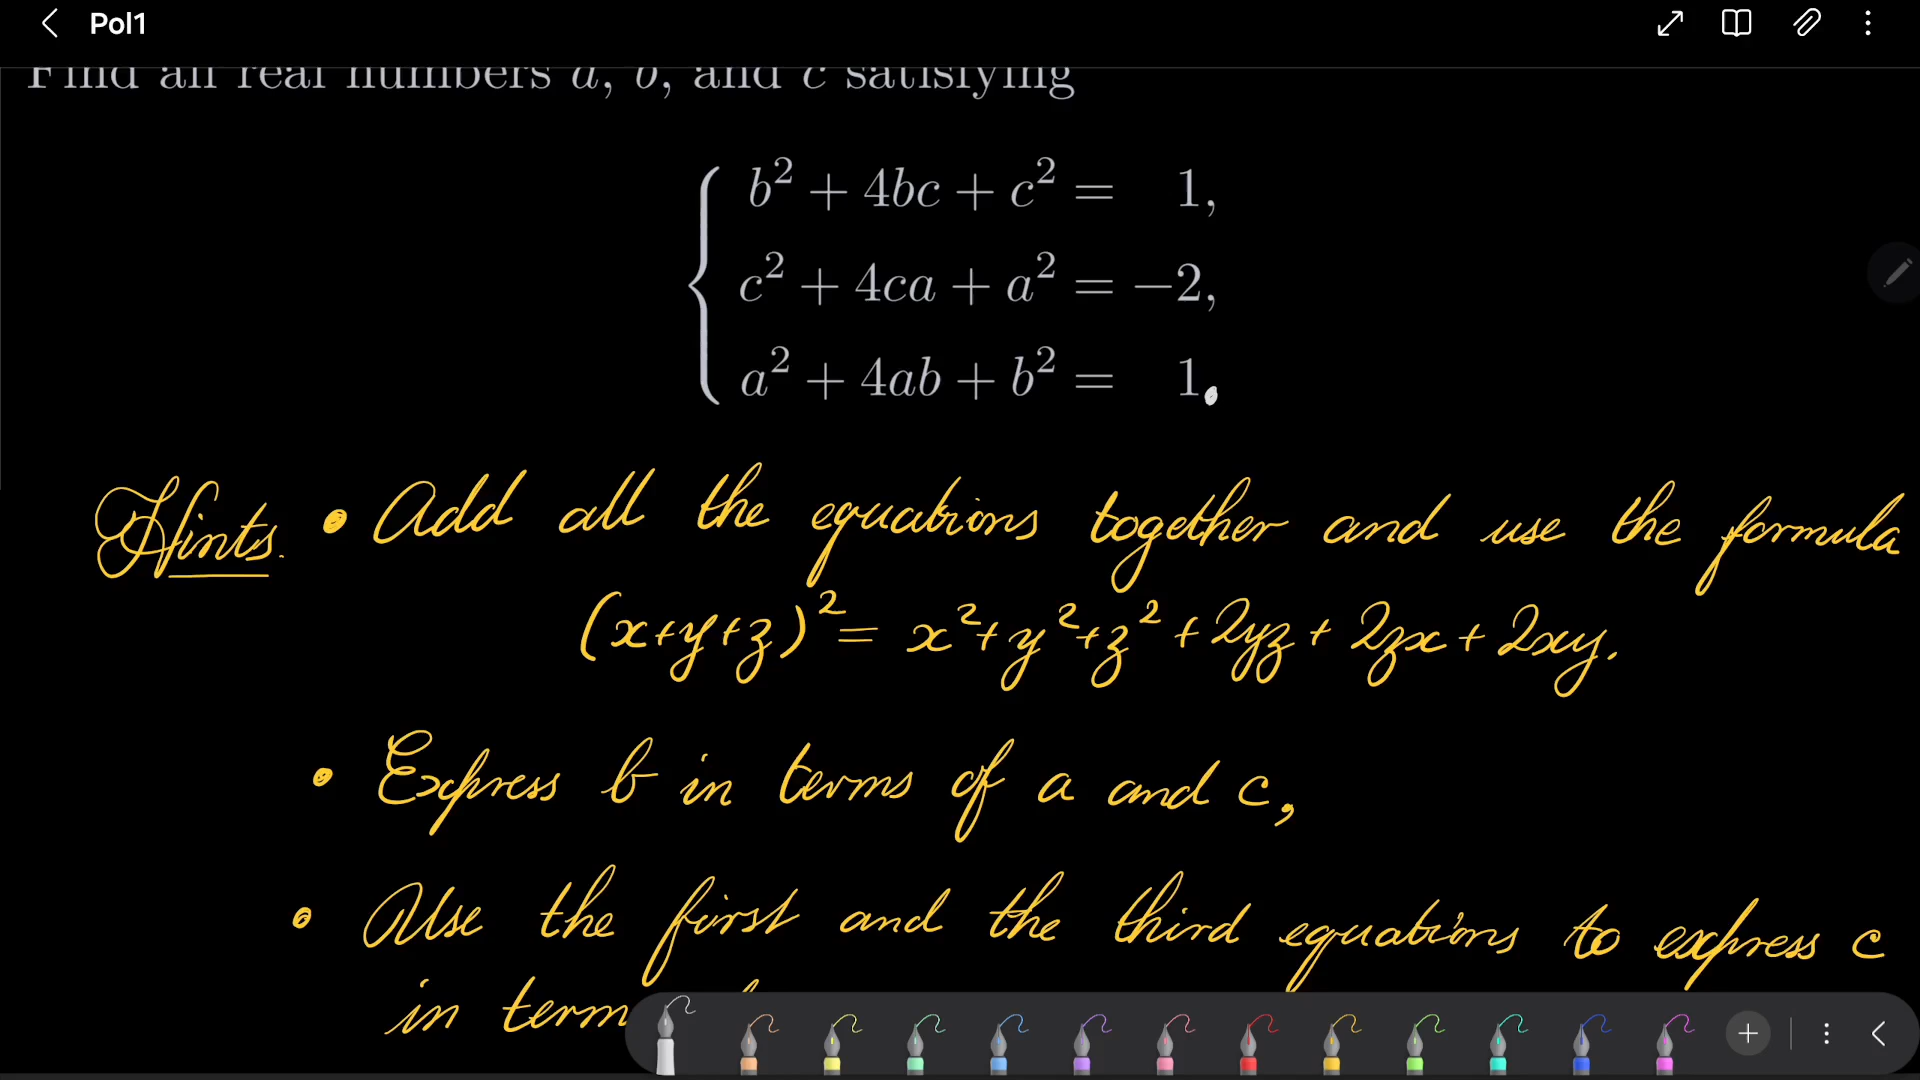 Pol1
Find all real numbers a, b, and c satisfying
b² + 4bc + c² = 1,
c² + 4ca + a² = −2,
a² + 4ab + b² = 1.
Hints. • Add all the equations together and use the formula
(x+y+z)² = x²+y²+z²+2yz+2zx+2xy.
• Express b in terms of a and c,
• Use the first and the third equations to express c
in term